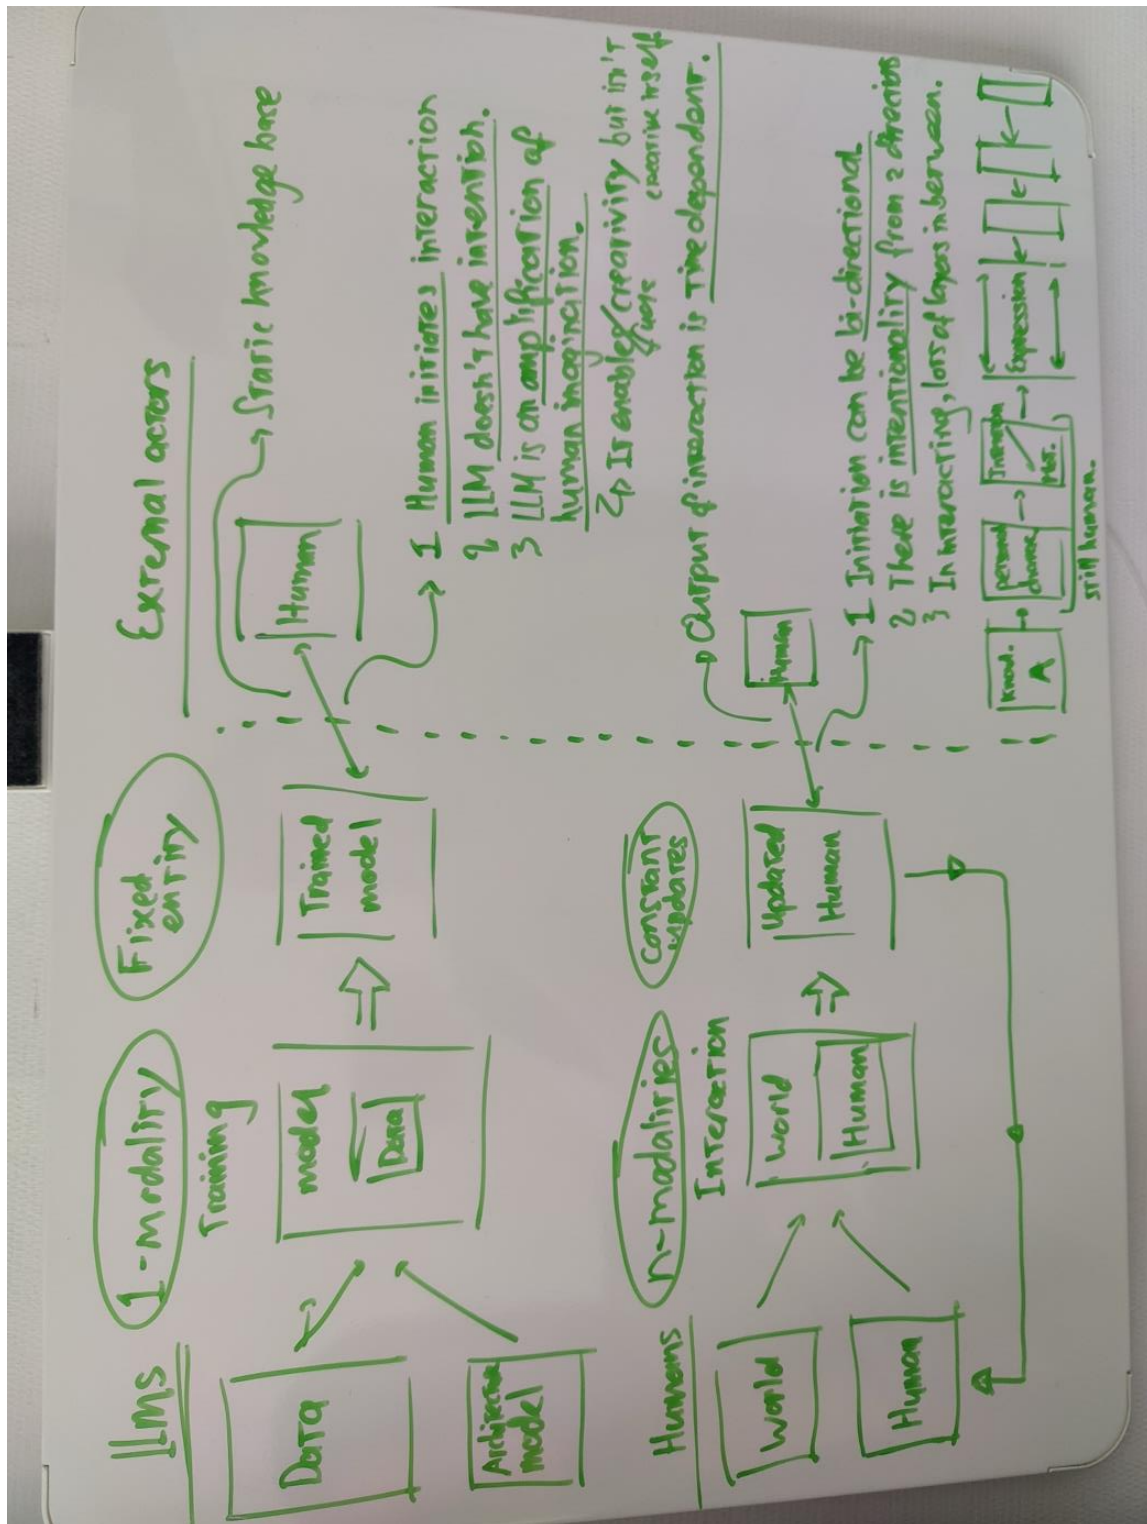 LLMs
1-modality
Fixed
entity
External actors
Training
Data
Architecture
model
model
Data
Trained
model
Human
Static knowledge base
1 Human initiates interaction
2 LLM doesn't have intention.
3 LLM is an amplification of
human imagination.
It enables creativity but isn't
creative itself
Humans
n-modalities
Constant
updates
Interaction
World
Human
World
Human
Updated
Human
Human
Output of interaction is Time dependent.
1 Initiation can be bi-directional.
2 There is intentionality from 2 directions
3 In interacting, lots of layers in between.
Knowl.
A
personal
Expression
still human.